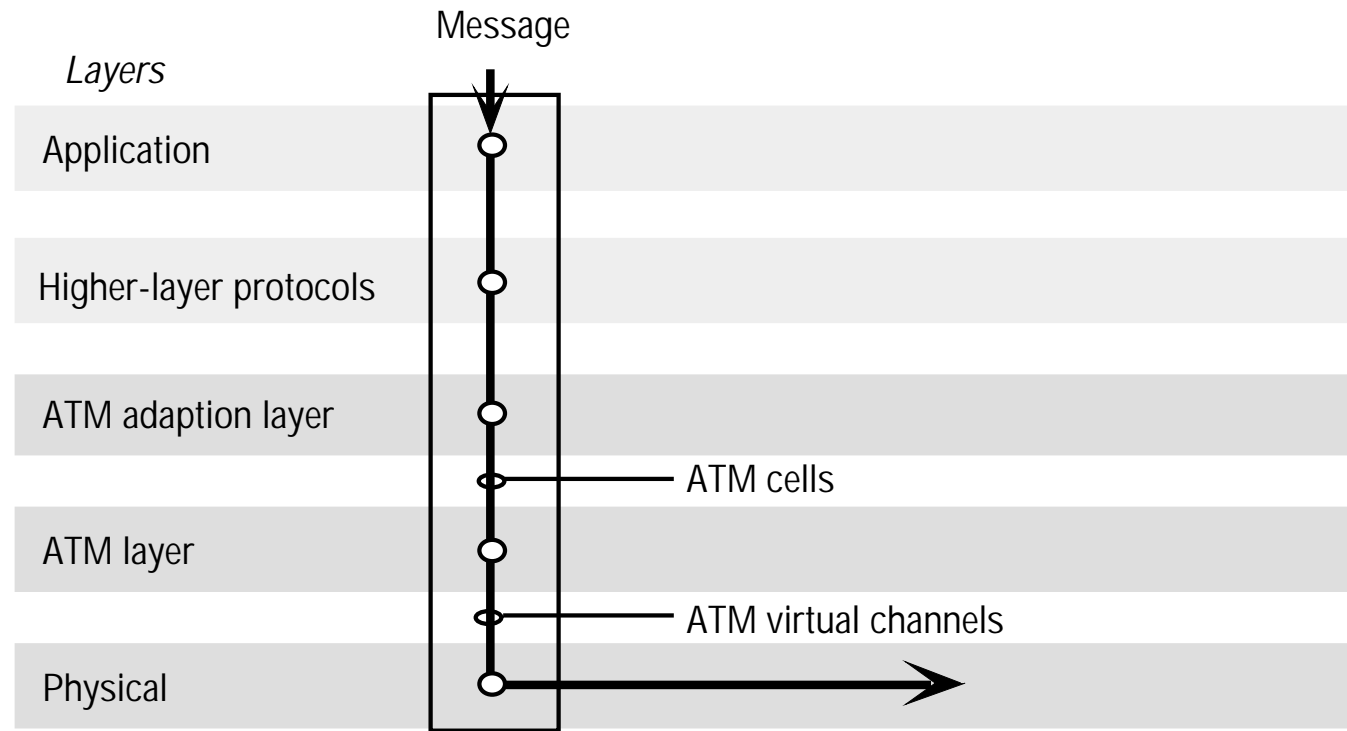 Message
Layers
Application
Higher-layer protocols
ATM adaption layer
ATM cells
ATM layer
ATM virtual channels
Physical